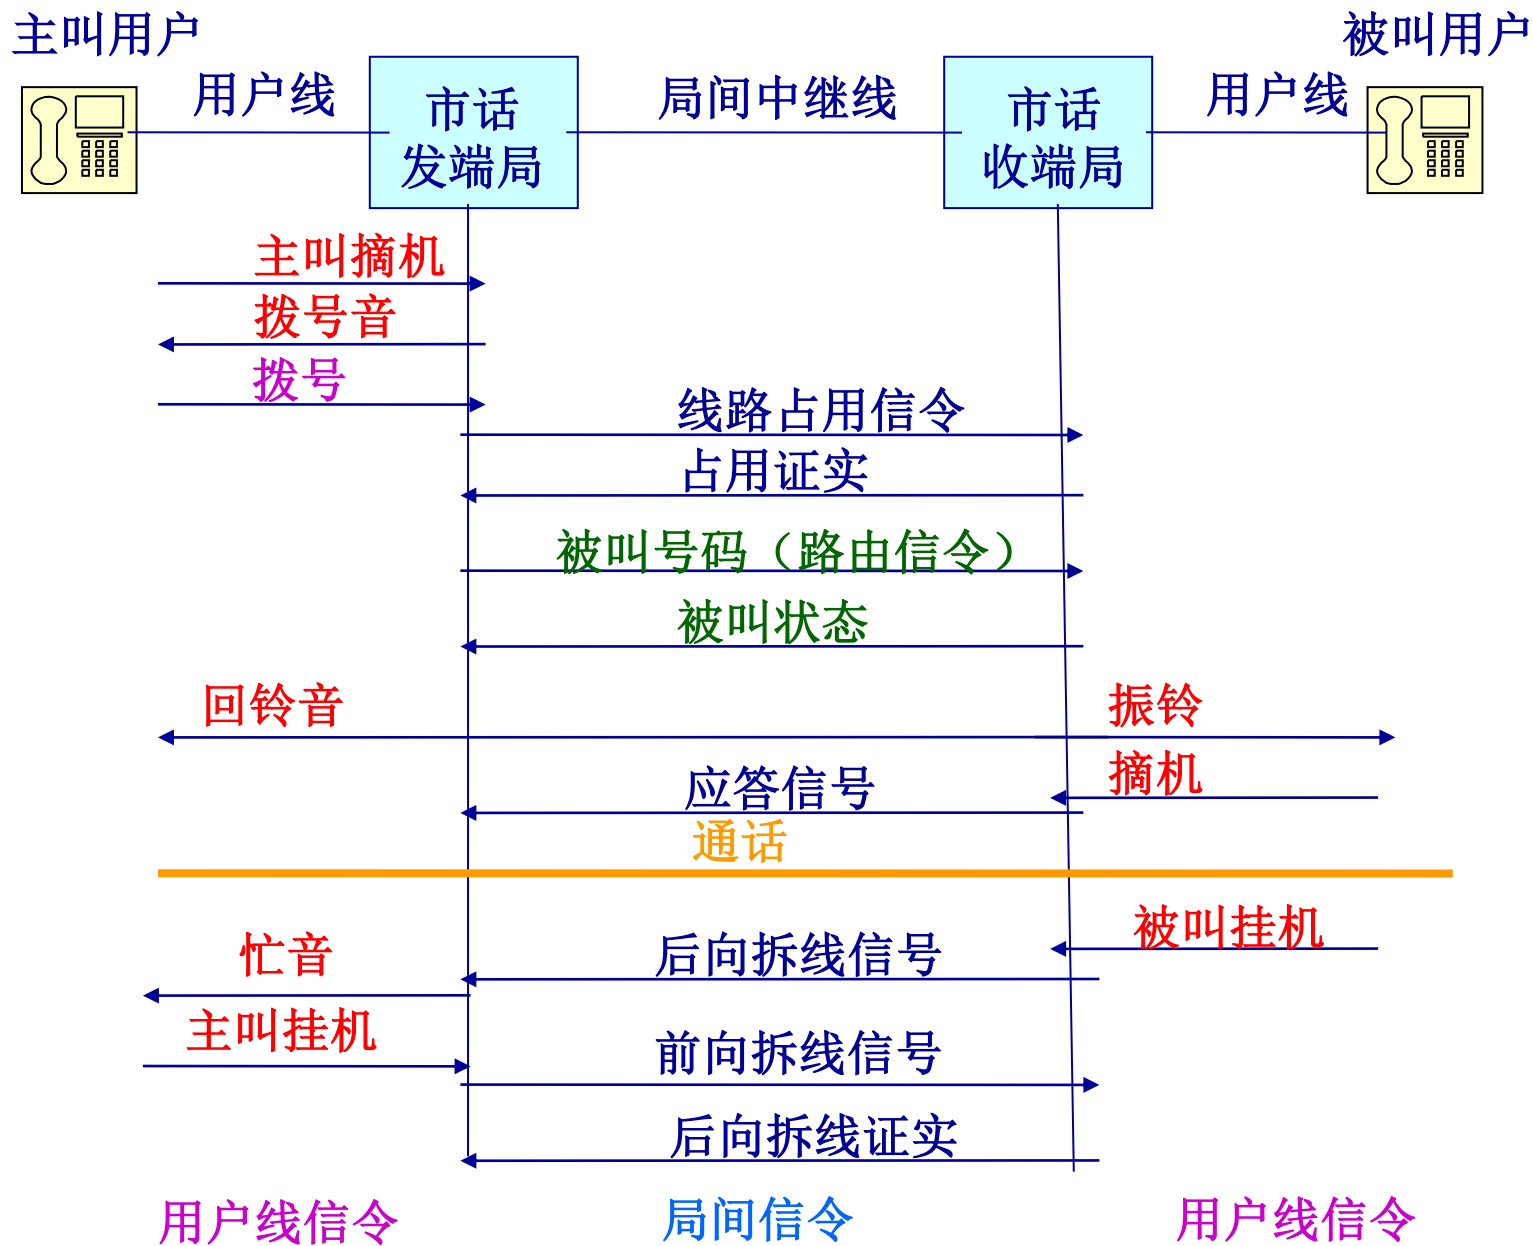 主叫用户
被叫用户
用户线
局间中继线
用户线
市话
发端局
市话
收端局
主叫摘机
拨号音
拨号
线路占用信令
占用证实
被叫号码（路由信令）
被叫状态
回铃音
振铃
摘机
应答信号
通话
被叫挂机
忙音
后向拆线信号
主叫挂机
前向拆线信号
后向拆线证实
用户线信令
局间信令
用户线信令